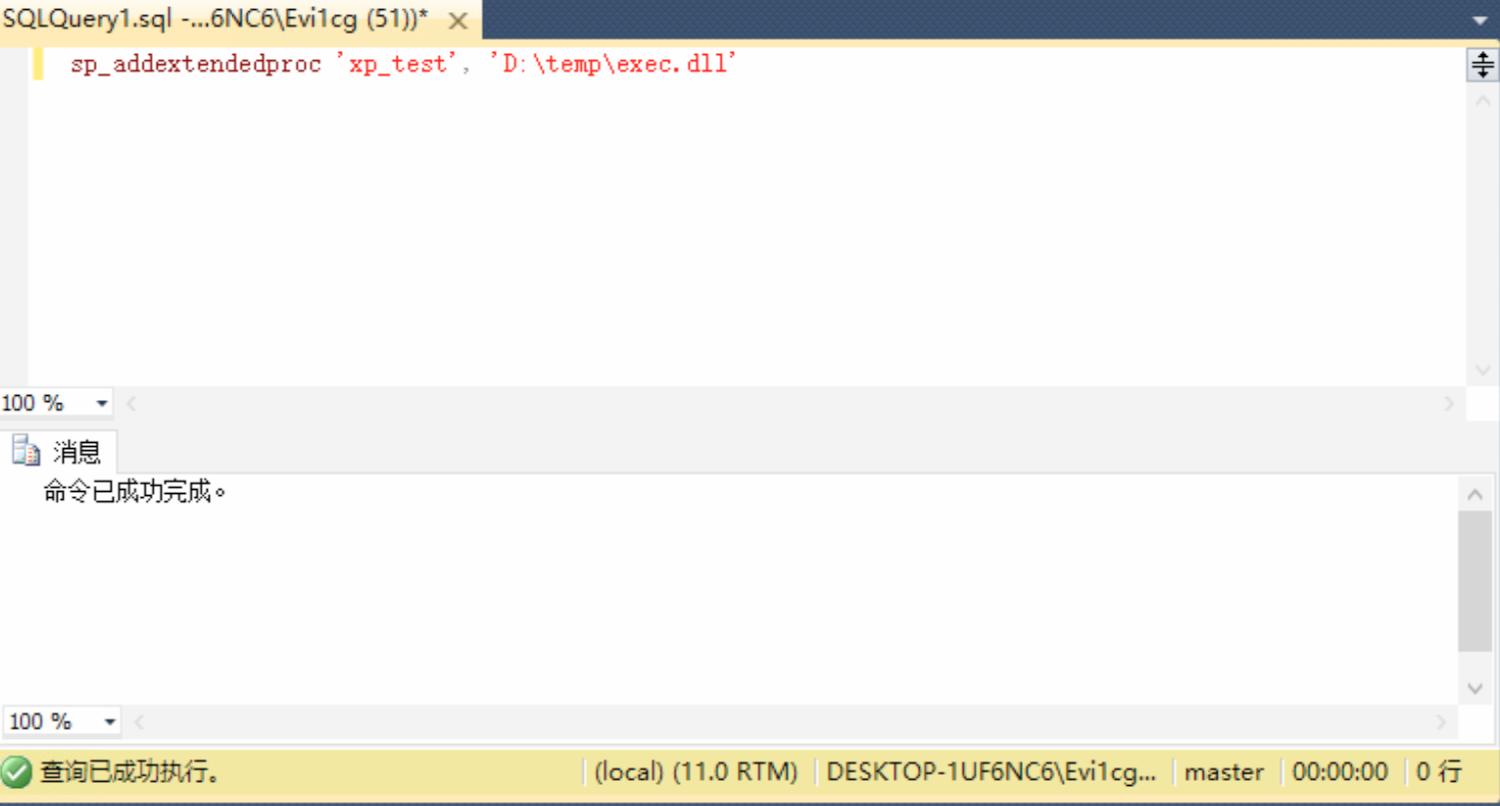 SQLQuery1.sql -...6NC6\Evi1cg (51))*
sp_addextendedproc 'xp_test', 'D:\temp\exec.dll'
100 %
消息
命令已成功完成。
100 %
查询已成功执行。 (local) (11.0 RTM) DESKTOP-1UF6NC6\Evi1cg... master 00:00:00 0 行